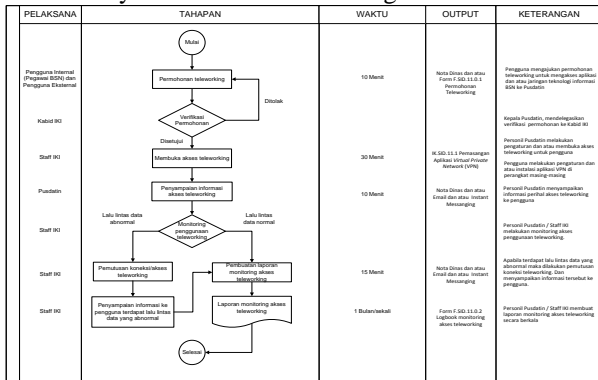 PELAKSANA
TAHAPAN
WAKTU
OUTPUT
KETERANGAN
Mulai
Pengguna Internal
(Pegawai BSN) dan
Pengguna Eksternal
Permohonan teleworking
10 Menit
Nota Dinas dan atau
Form F.SID.11.0.1
Permohonan
Teleworking
Pengguna mengajukan permohonan
teleworking untuk mengakses aplikasi
dan atau jaringan teknologi informasi
BSN ke Pusdatin
Ditolak
Kabid IKI
Verifikasi
Permohonan
Kepala Pusdatin, mendelegasikan
verifikasi permohonan ke Kabid IKI
Disetujui
Staff IKI
Membuka akses teleworking
30 Menit
IK.SID.11.1 Pemasangan
Aplikasi Virtual Private
Network (VPN)
Personil Pusdatin melakukan
pengaturan dan atau membuka akses
teleworking untuk pengguna
Pengguna melakukan pengaturan dan
atau instalasi aplikasi VPN di
perangkat masing-masing
Pusdatin
Penyampaian informasi
akses teleworking
10 Menit
Nota Dinas dan atau
Email dan atau Instant
Messanging
Personil Pusdatin menyampaikan
informasi perihal akses teleworking
ke pengguna
Lalu lintas data
abnormal
Lalu lintas
data normal
Staff IKI
Monitoring
penggunaan
teleworking
Personil Pusdatin / Staff IKI
melakukan monitoring akses
penggunaan teleworking.
Staff IKI
Pemutusan koneksi/akses
teleworking
Pembuatan laporan
monitoring akses
teleworking
15 Menit
Nota Dinas dan atau
Email dan atau Instant
Messanging
Apabila terdapat lalu lintas data yang
abnormal maka dilakukan pemutusan
koneksi teleworking. Dan
menyampaikan informasi tersebut ke
pengguna.
Staff IKI
Penyampaian informasi ke
pengguna terdapat lalu lintas
data yang abnormal
Laporan monitoring akses
teleworking
1 Bulan/sekali
Form F.SID.11.0.2
Logbook monitoring
akses teleworking
Personil Pusdatin / Staff IKI membuat
laporan monitoring akses teleworking
secara berkala
Selesai